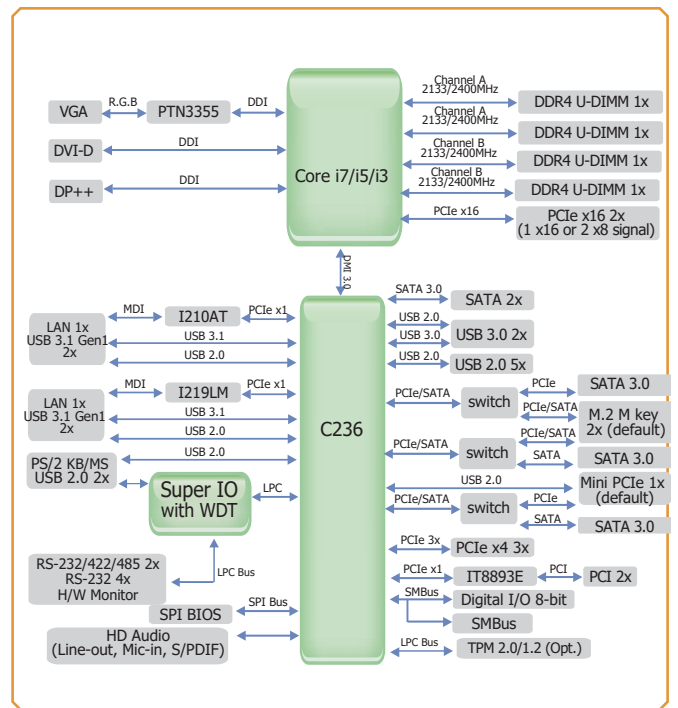 VGA
R.G.B
PTN3355
DDI
DVI-D
DDI
DP++
DDI
Core i7/i5/i3
Channel A
2133/2400MHz
DDR4 U-DIMM 1x
Channel A
2133/2400MHz
DDR4 U-DIMM 1x
Channel B
2133/2400MHz
DDR4 U-DIMM 1x
Channel B
2133/2400MHz
DDR4 U-DIMM 1x
PCIe x16
PCIe x16 2x
(1 x16 or 2 x8 signal)
DMI 3.0
LAN 1x
USB 3.1 Gen1
2x
MDI
I210AT
PCIe x1
USB 3.1
USB 2.0
LAN 1x
USB 3.1 Gen1
2x
MDI
I219LM
PCIe x1
USB 3.1
USB 2.0
PS/2 KB/MS
USB 2.0 2x
USB 2.0
Super IO
with WDT
LPC
RS-232/422/485 2x
RS-232 4x
H/W Monitor
LPC Bus
SPI BIOS
SPI Bus
HD Audio
(Line-out, Mic-in, S/PDIF)
C236
SATA 3.0
SATA 2x
USB 2.0
USB 3.0
USB 3.0 2x
USB 2.0
USB 2.0 5x
PCIe/SATA
switch
PCIe
SATA 3.0
PCIe/SATA
M.2 M key
2x (default)
PCIe/SATA
PCIe/SATA
switch
SATA
SATA 3.0
USB 2.0
Mini PCIe 1x
(default)
PCIe/SATA
switch
PCIe
SATA
SATA 3.0
PCIe 3x
PCIe x4 3x
PCIe x1
IT8893E
PCI
PCI 2x
SMBus
Digital I/O 8-bit
SMBus
LPC Bus
TPM 2.0/1.2 (Opt.)